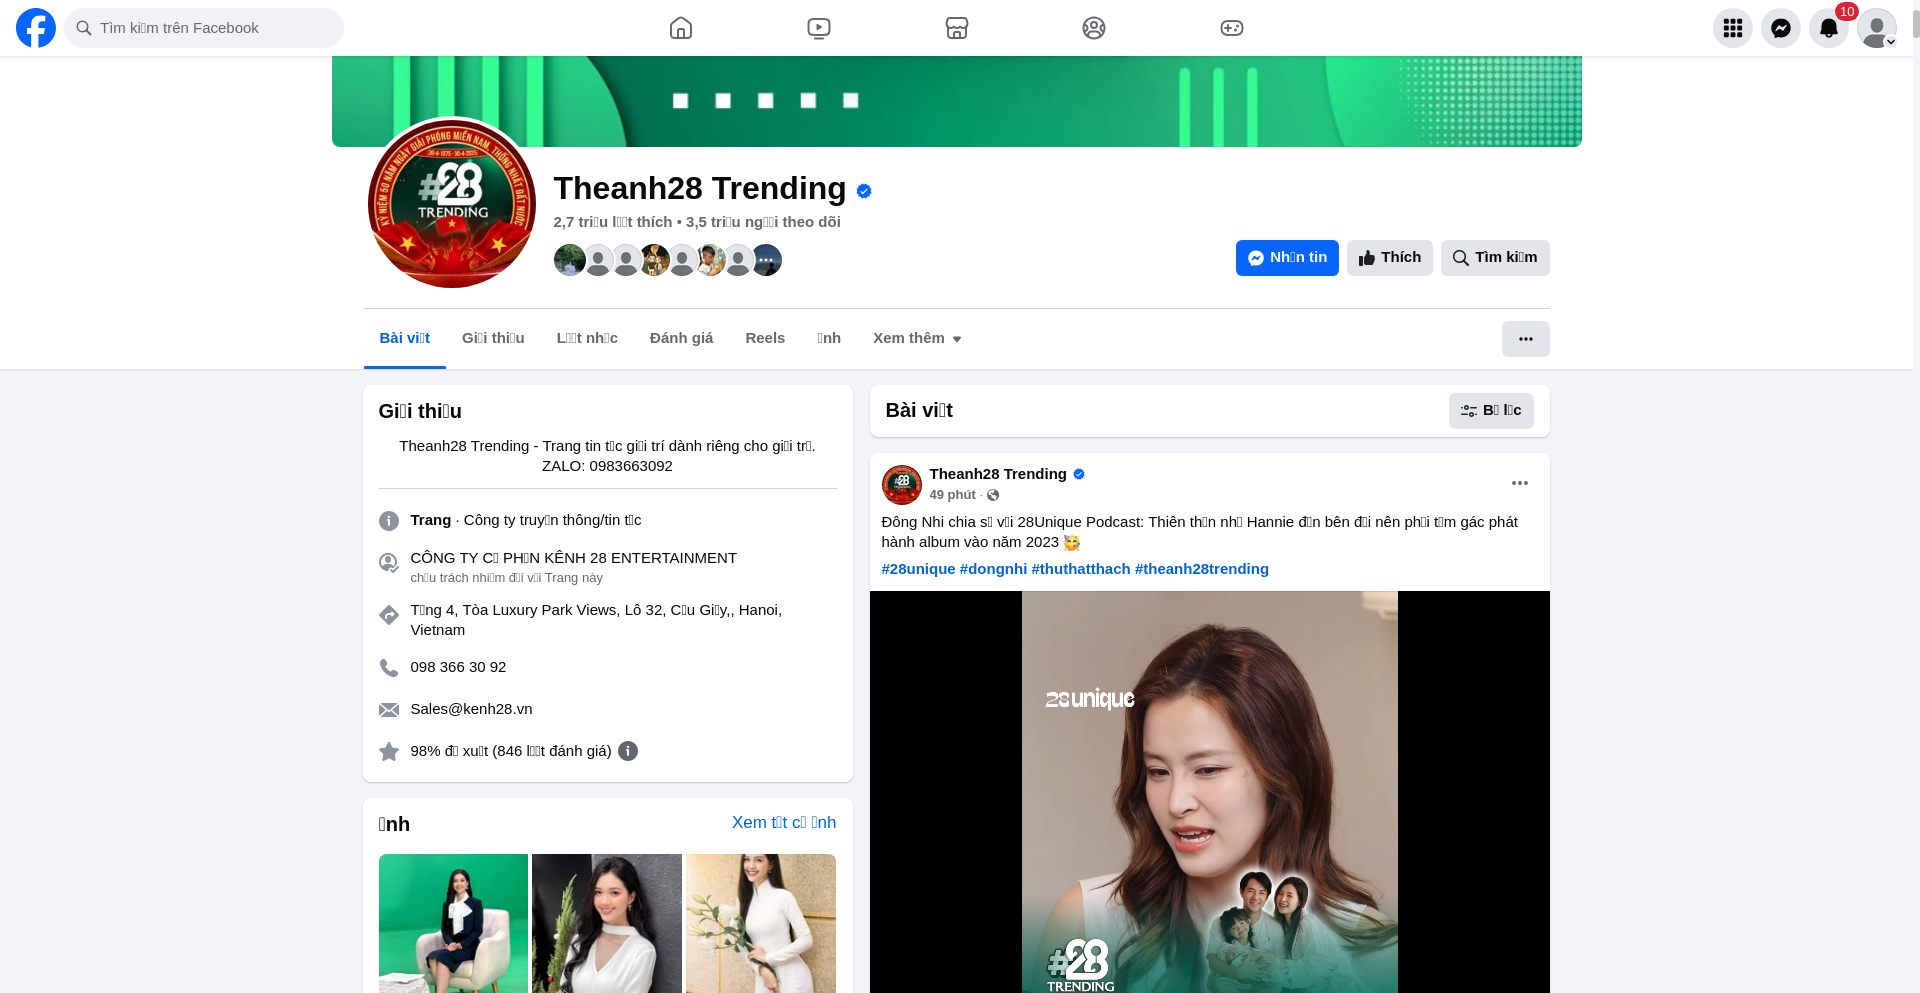 Tìm ki▯m trên Facebook
10
KỶ NIỆM 50 NĂM NGÀY GIẢI PHÓNG MIỀN NAM, THỐNG NHẤT ĐẤT NƯỚC
30-4-1975 - 30-4-2025
#28
TRENDING
Theanh28 Trending
2,7 tri▯u l▯▯t thích • 3,5 tri▯u ng▯▯i theo dõi
Nh▯n tin
Thích
Tìm ki▯m
Bài vi▯t
Gi▯i thi▯u
L▯▯t nh▯c
Đánh giá
Reels
▯nh
Xem thêm
Gi▯i thi▯u
Theanh28 Trending - Trang tin t▯c gi▯i trí dành riêng cho gi▯i tr▯.
ZALO: 0983663092
Trang · Công ty truy▯n thông/tin t▯c
CÔNG TY C▯ PH▯N KÊNH 28 ENTERTAINMENT
ch▯u trách nhi▯m đ▯i v▯i Trang này
T▯ng 4, Tòa Luxury Park Views, Lô 32, C▯u Gi▯y,, Hanoi,
Vietnam
098 366 30 92
Sales@kenh28.vn
98% đ▯ xu▯t (846 l▯▯t đánh giá)
▯nh
Xem t▯t c▯ ▯nh
Bài vi▯t
B▯ l▯c
Theanh28 Trending
49 phút ·
Đông Nhi chia s▯ v▯i 28Unique Podcast: Thiên th▯n nh▯ Hannie đ▯n bên đ▯i nên ph▯i t▯m gác phát
hành album vào năm 2023 🥰
#28unique #dongnhi #thuthatthach #theanh28trending
28 unique
#28
TRENDING